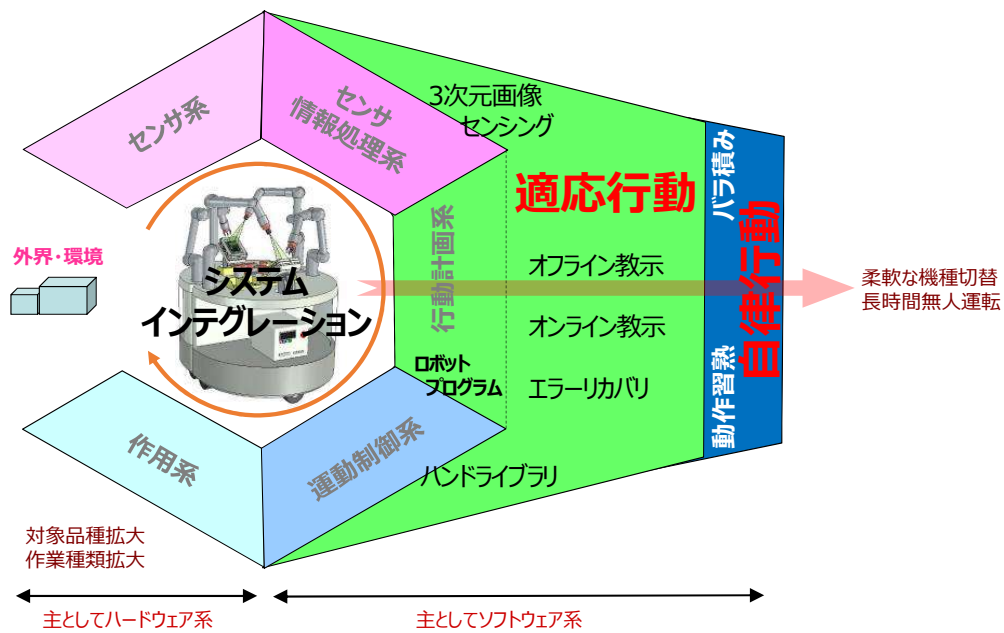 センサ系
センサ
情報処理系
3次元画像
センシング
適応行動
バラ積み
自律行動
動作習熟
外界・環境
システム
インテグレーション
行動計画系
オフライン教示
オンライン教示
エラーリカバリ
ロボット
プログラム
柔軟な機種切替
長時間無人運転
作用系
運動制御系
ハンドライブラリ
対象品種拡大
作業種類拡大
主としてハードウェア系
主としてソフトウェア系